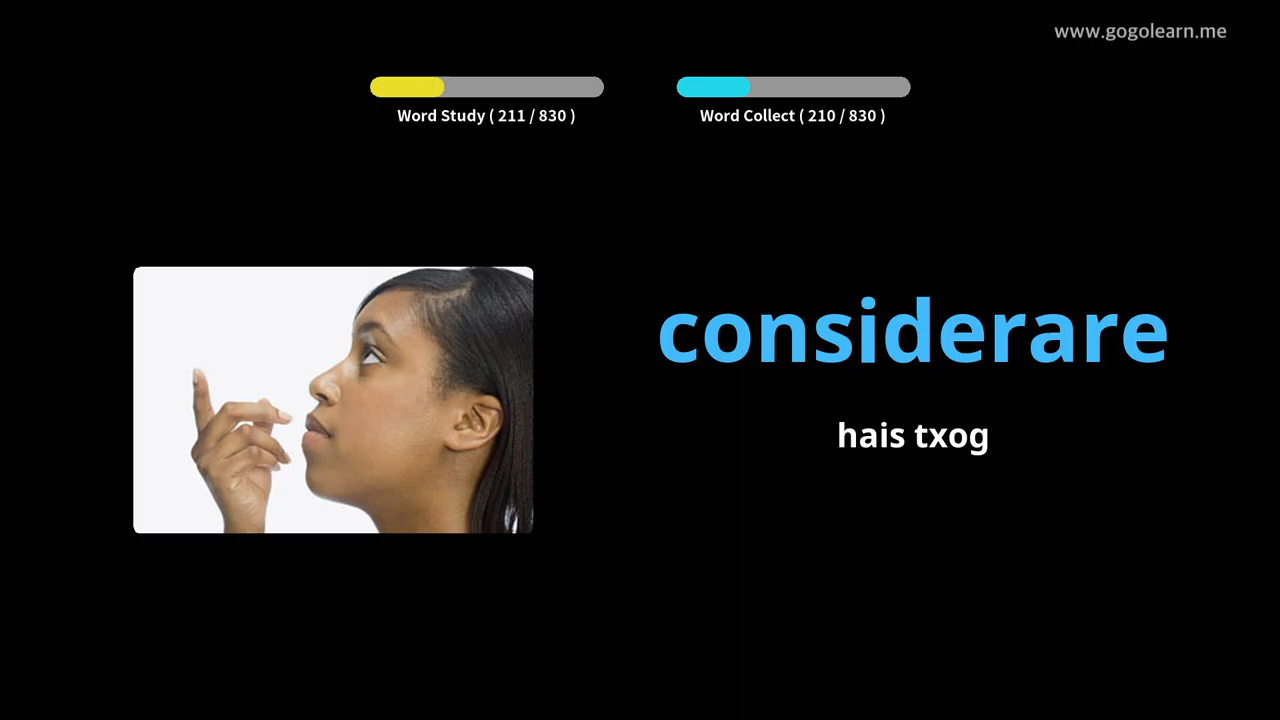 www.gogolearn.me
Word Study ( 211 / 830 )
Word Collect ( 210 / 830 )
considerare
hais txog